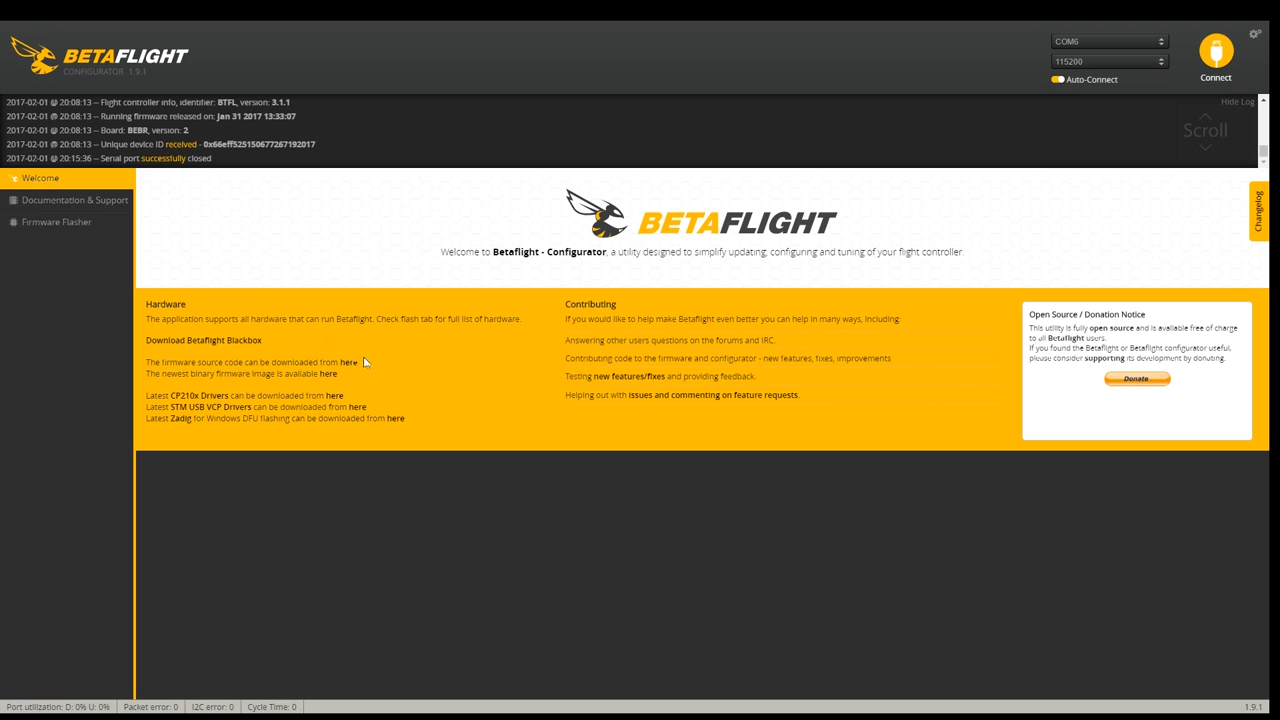 BETAFLIGHT
CONFIGURATOR 1.9.1
COM6
115200
Auto-Connect
Connect
2017-02-01 @ 20:08:13 -- Flight controller info, identifier: BTFL, version: 3.1.1
2017-02-01 @ 20:08:13 -- Running firmware released on: Jan 31 2017 13:33:07
2017-02-01 @ 20:08:13 -- Board: BEBR, version: 2
2017-02-01 @ 20:08:13 -- Unique device ID received - 0x66eff525150677267192017
2017-02-01 @ 20:15:36 -- Serial port successfully closed
Hide Log
Scroll
Welcome
Documentation & Support
Firmware Flasher
Changelog
BETAFLIGHT
Welcome to Betaflight - Configurator, a utility designed to simplify updating, configuring and tuning of your flight controller.
Hardware
The application supports all hardware that can run Betaflight. Check flash tab for full list of hardware.
Download Betaflight Blackbox
The firmware source code can be downloaded from here
The newest binary firmware image is available here
Latest CP210x Drivers can be downloaded from here
Latest STM USB VCP Drivers can be downloaded from here
Latest Zadig for Windows DFU flashing can be downloaded from here
Contributing
If you would like to help make Betaflight even better you can help in many ways, including:
Answering other users questions on the forums and IRC.
Contributing code to the firmware and configurator - new features, fixes, improvements
Testing new features/fixes and providing feedback.
Helping out with issues and commenting on feature requests.
Open Source / Donation Notice
This utility is fully open source and is available free of charge
to all Betaflight users.
If you found the Betaflight or Betaflight configurator useful,
please consider supporting its development by donating.
Donate
Port utilization: D: 0% U: 0%
Packet error: 0
I2C error: 0
Cycle Time: 0
1.9.1